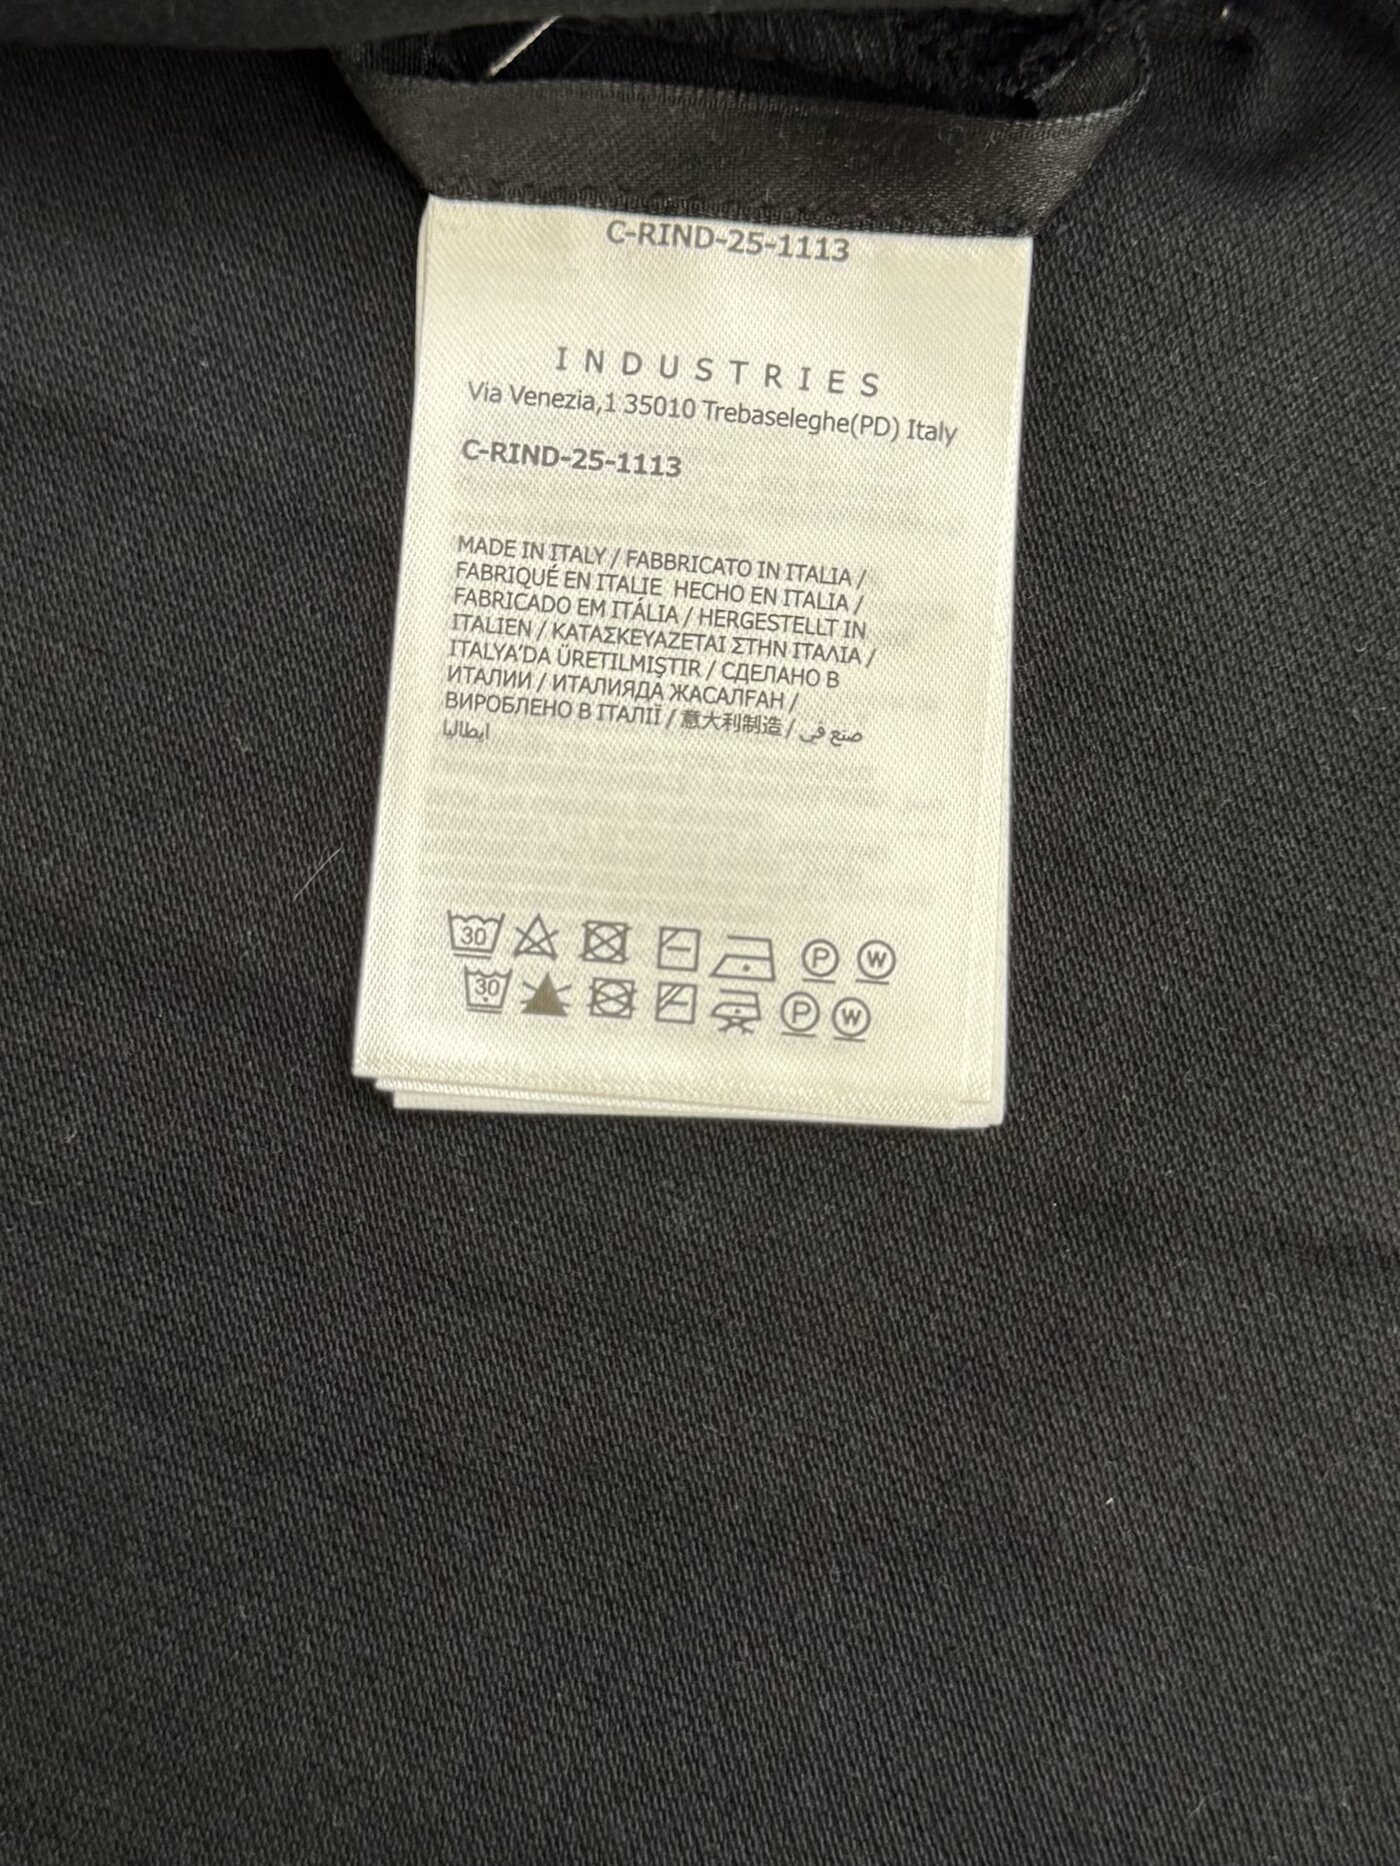 C-RIND-25-1113
INDUSTRIES
Via Venezia,1 35010 Trebaseleghe(PD) Italy
C-RIND-25-1113
MADE IN ITALY / FABBRICATO IN ITALIA /
FABRIQUÉ EN ITALIE HECHO EN ITALIA /
FABRICADO EM ITÁLIA / HERGESTELLT IN
ITALIEN / ΚΑΤΑΣΚΕΥΑΖΕΤΑΙ ΣΤΗΝ ΙΤΑΛΙΑ /
ITALYA'DA ÜRETILMIŞTIR / СДЕЛАНО В
ИТАЛИИ / ИТАЛИЯДА ЖАСАЛҒАН /
ВИРОБЛЕНО В ІТАЛІЇ / 意大利制造 / صنع في
ايطاليا
30 P W
30 P W